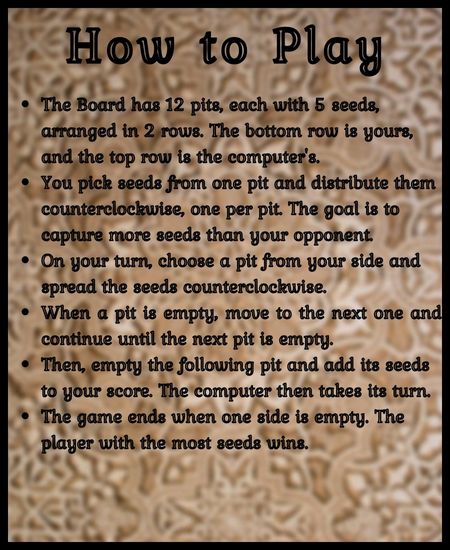 How to Play
• The Board has 12 pits, each with 5 seeds,
arranged in 2 rows. The bottom row is yours,
and the top row is the computer's.
• You pick seeds from one pit and distribute them
counterclockwise, one per pit. The goal is to
capture more seeds than your opponent.
• On your turn, choose a pit from your side and
spread the seeds counterclockwise.
• When a pit is empty, move to the next one and
continue until the next pit is empty.
• Then, empty the following pit and add its seeds
to your score. The computer then takes its turn.
• The game ends when one side is empty. The
player with the most seeds wins.